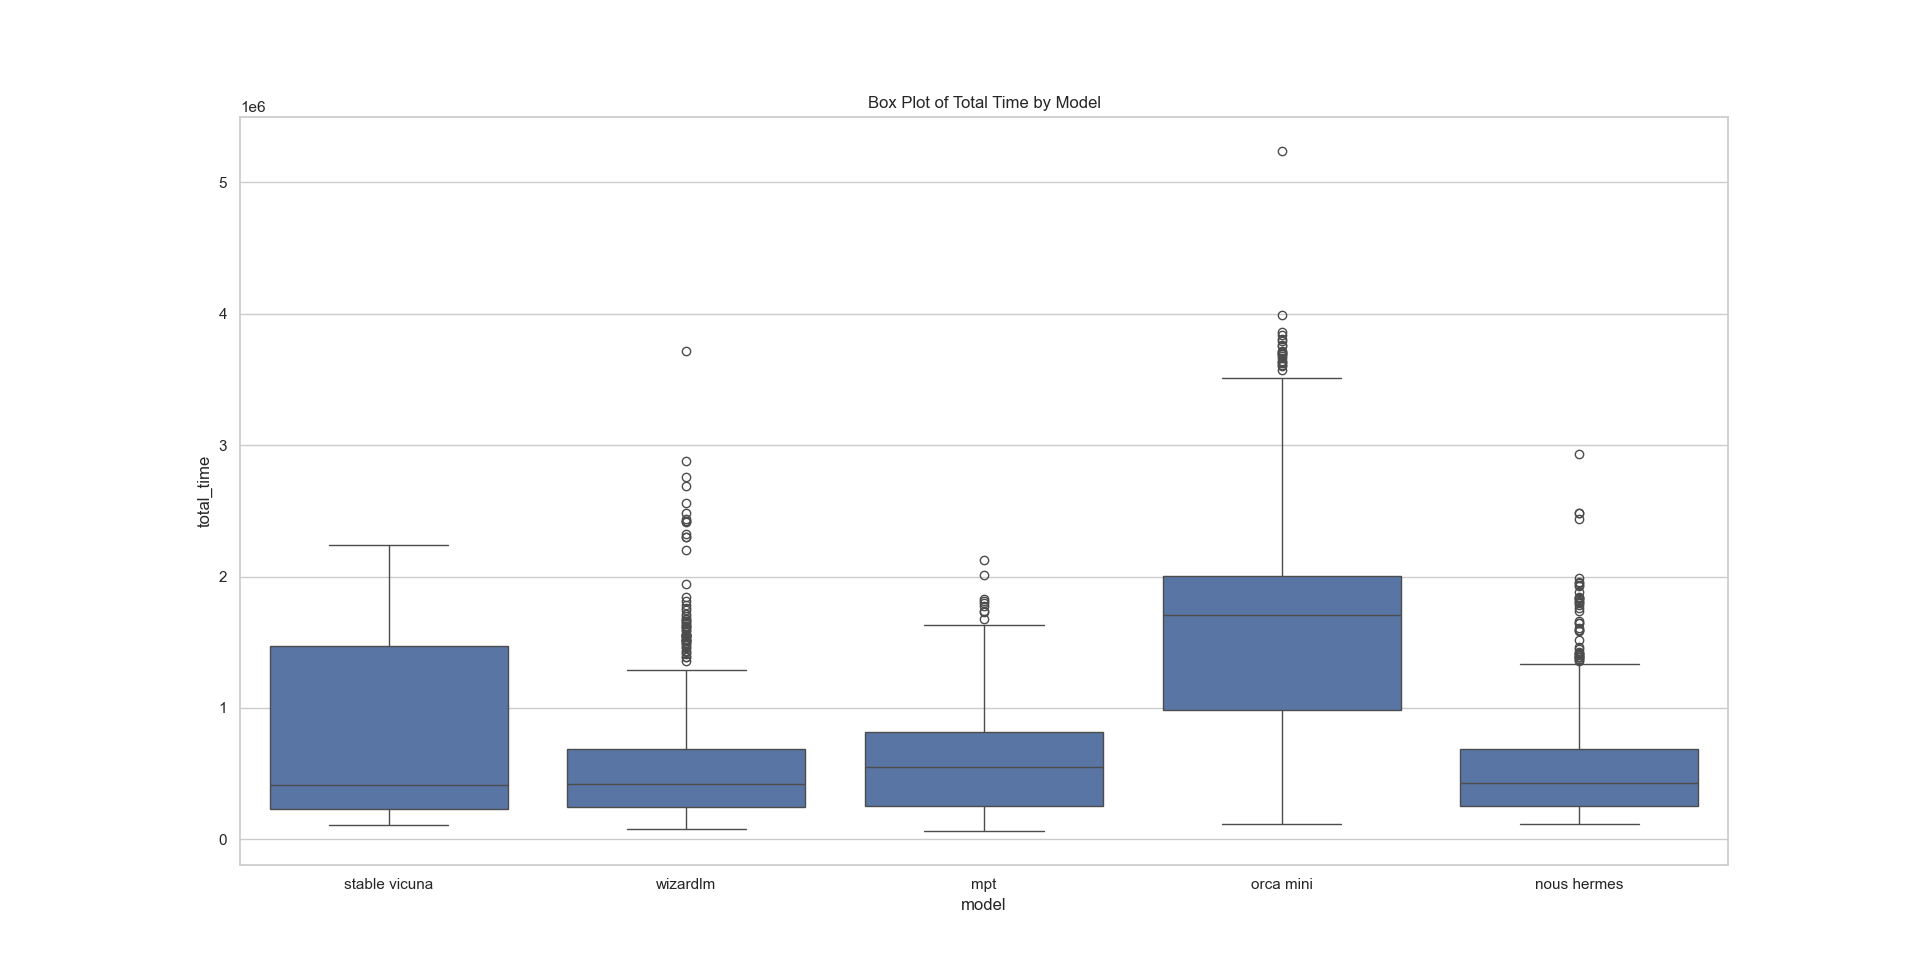 Box Plot of Total Time by Model
1e6
5
4
3
2
1
0
total_time
stable vicuna wizardlm mpt orca mini nous hermes
model